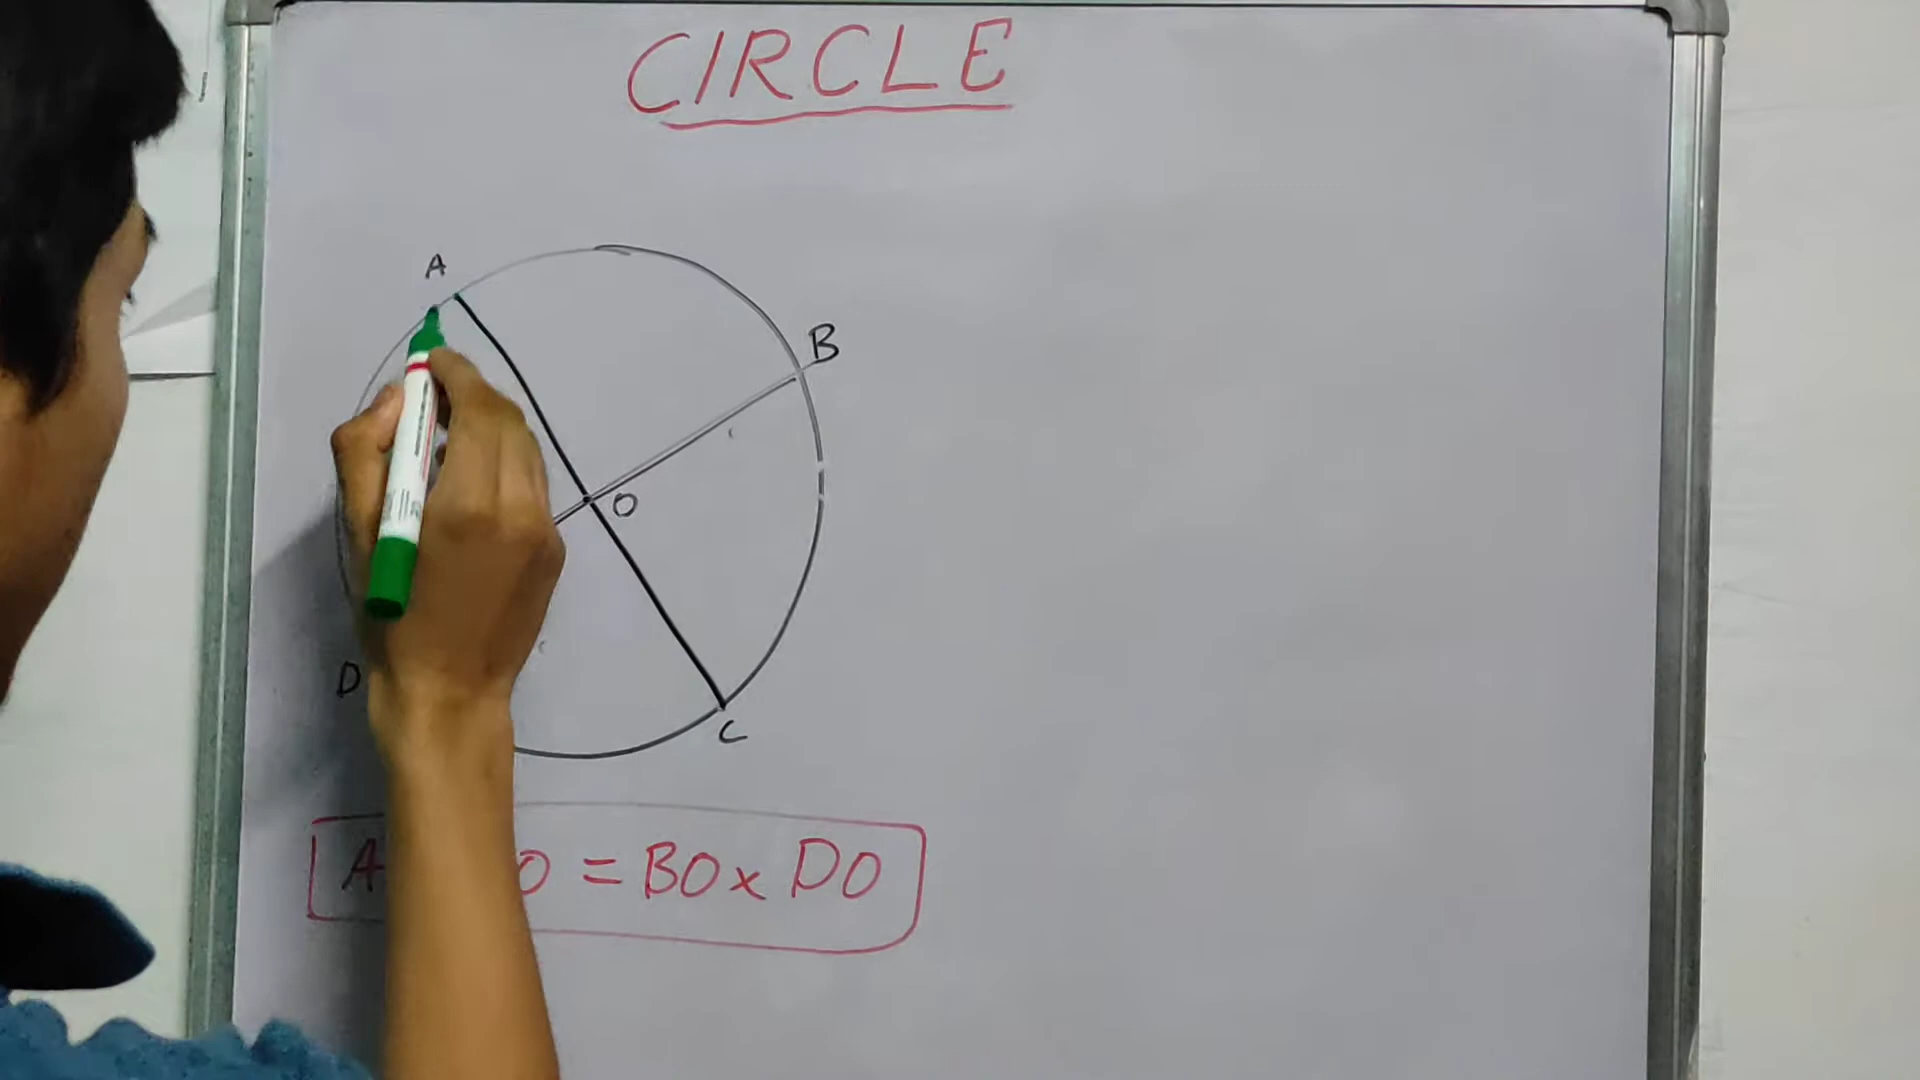 CIRCLE
A
B
O
D
C
A O = BO x DO